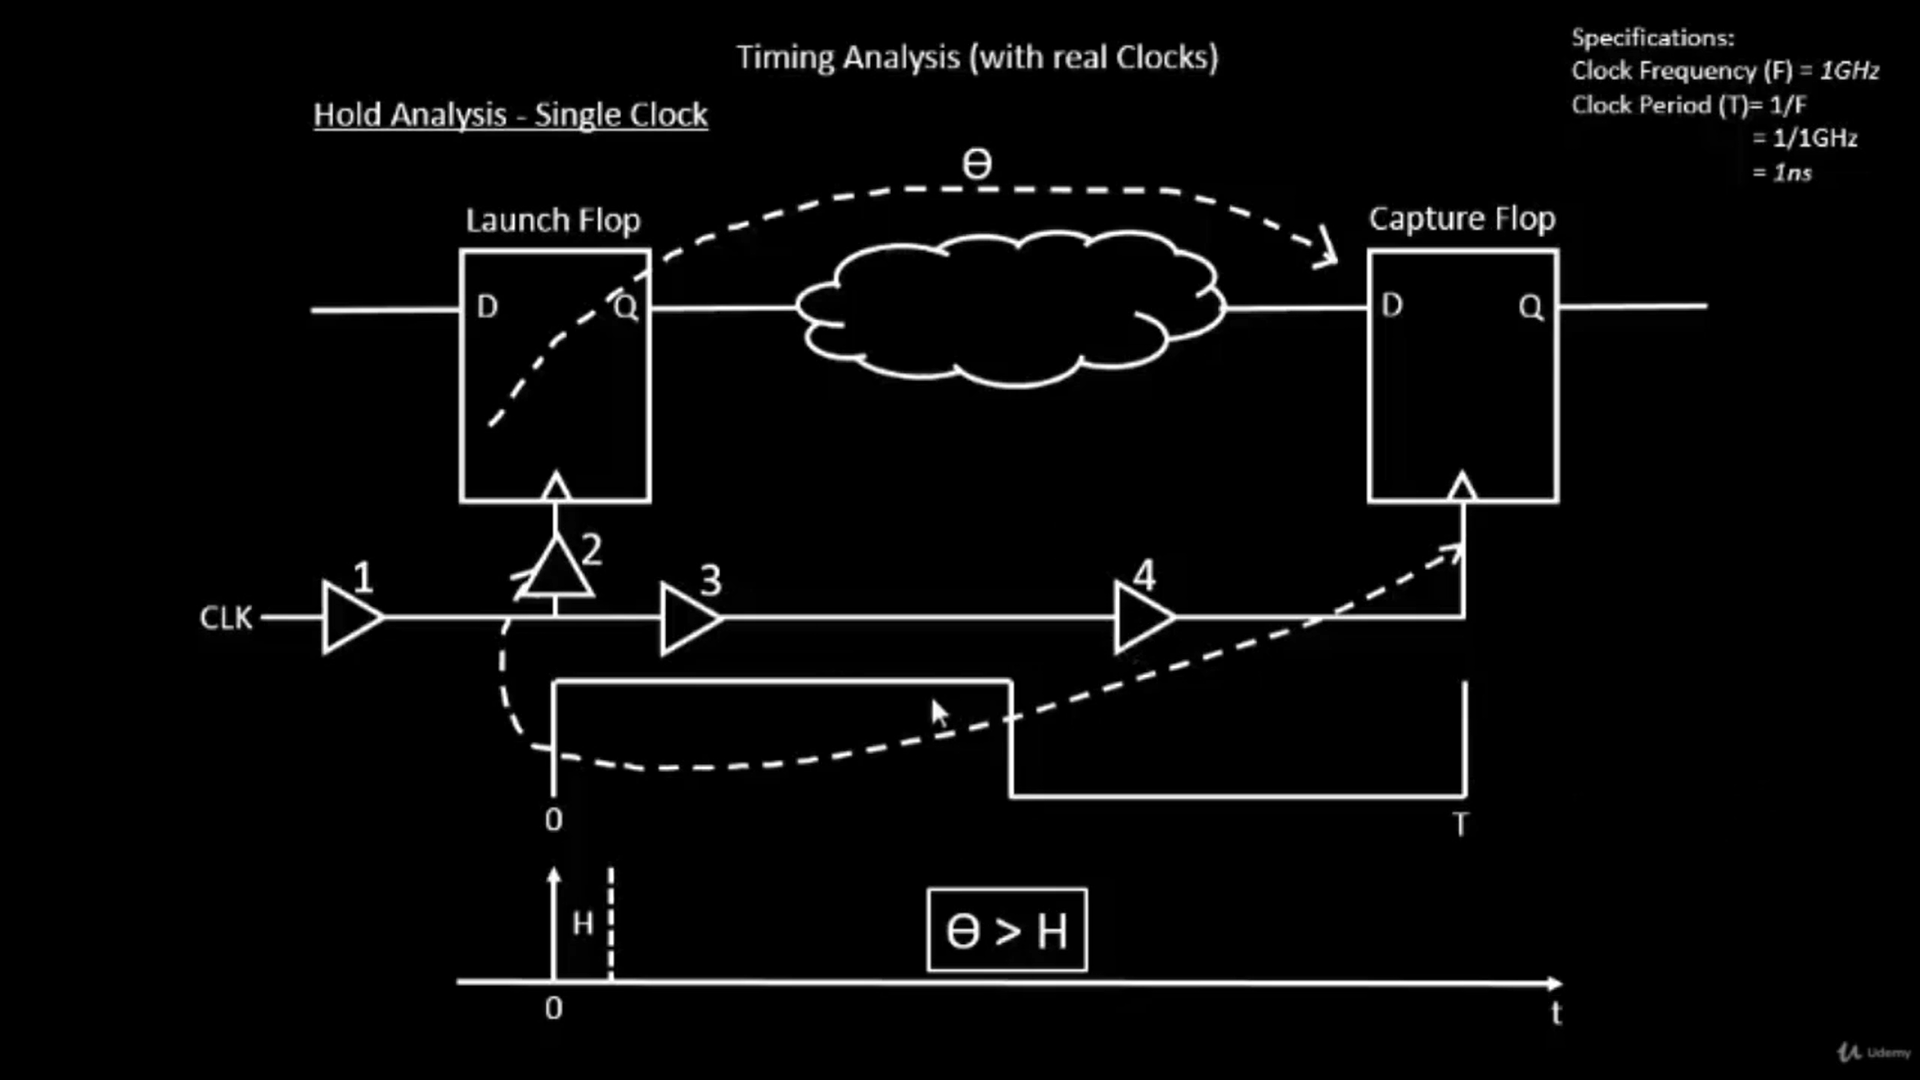 Timing Analysis (with real Clocks)
Specifications:
Clock Frequency (F) = 1GHz
Clock Period (T)= 1/F
= 1/1GHz
= 1ns
Hold Analysis - Single Clock
Ө
Launch Flop
Capture Flop
D
Q
D
Q
CLK
1
2
3
4
0
T
H
Ө > H
0
t
Udemy